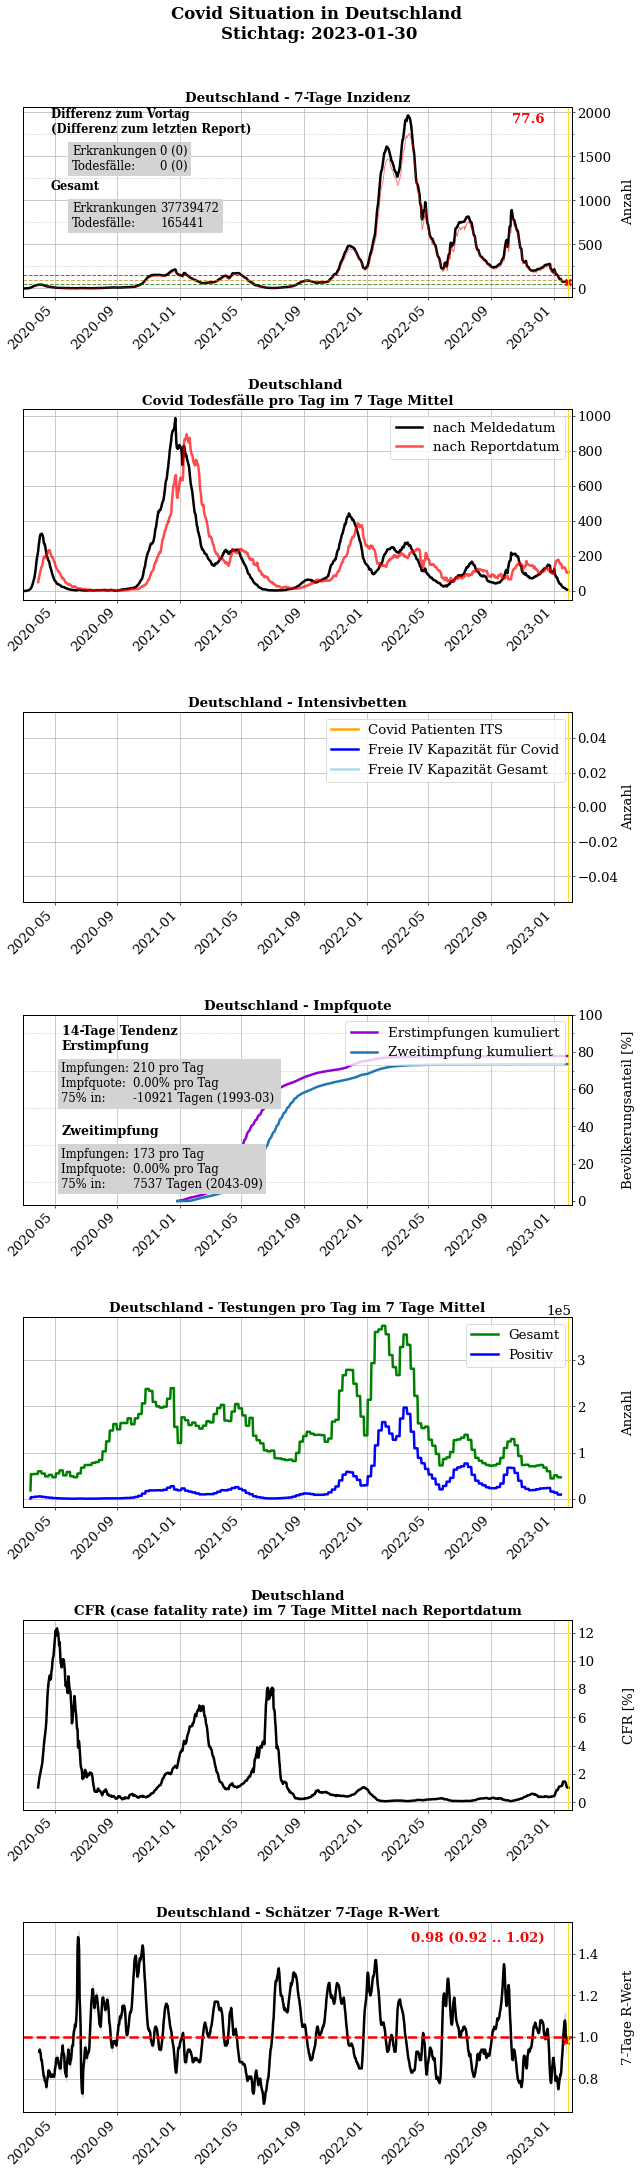 Covid Situation in Deutschland
Stichtag: 2023-01-30
Deutschland - 7-Tage Inzidenz
Differenz zum Vortag
(Differenz zum letzten Report)
Erkrankungen 0 (0)
Todesfälle: 0 (0)
Gesamt
Erkrankungen 37739472
Todesfälle: 165441
77.6
2000
1500
1000
500
0
Anzahl
2020-05 2020-09 2021-01 2021-05 2021-09 2022-01 2022-05 2022-09 2023-01
Deutschland
Covid Todesfälle pro Tag im 7 Tage Mittel
nach Meldedatum
nach Reportdatum
1000
800
600
400
200
0
2020-05 2020-09 2021-01 2021-05 2021-09 2022-01 2022-05 2022-09 2023-01
Deutschland - Intensivbetten
Covid Patienten ITS
Freie IV Kapazität für Covid
Freie IV Kapazität Gesamt
0.04
0.02
0.00
−0.02
−0.04
Anzahl
2020-05 2020-09 2021-01 2021-05 2021-09 2022-01 2022-05 2022-09 2023-01
Deutschland - Impfquote
14-Tage Tendenz
Erstimpfung
Impfungen: 210 pro Tag
Impfquote: 0.00% pro Tag
75% in: -10921 Tagen (1993-03)
Zweitimpfung
Impfungen: 173 pro Tag
Impfquote: 0.00% pro Tag
75% in: 7537 Tagen (2043-09)
Erstimpfungen kumuliert
Zweitimpfung kumuliert
100
80
60
40
20
0
Bevölkerungsanteil [%]
2020-05 2020-09 2021-01 2021-05 2021-09 2022-01 2022-05 2022-09 2023-01
Deutschland - Testungen pro Tag im 7 Tage Mittel
1e5
Gesamt
Positiv
3
2
1
0
Anzahl
2020-05 2020-09 2021-01 2021-05 2021-09 2022-01 2022-05 2022-09 2023-01
Deutschland
CFR (case fatality rate) im 7 Tage Mittel nach Reportdatum
12
10
8
6
4
2
0
CFR [%]
2020-05 2020-09 2021-01 2021-05 2021-09 2022-01 2022-05 2022-09 2023-01
Deutschland - Schätzer 7-Tage R-Wert
0.98 (0.92 .. 1.02)
1.4
1.2
1.0
0.8
7-Tage R-Wert
2020-05 2020-09 2021-01 2021-05 2021-09 2022-01 2022-05 2022-09 2023-01